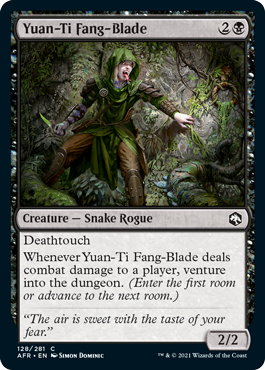 Yuan-Ti Fang-Blade 2
Creature — Snake Rogue
Deathtouch
Whenever Yuan-Ti Fang-Blade deals
combat damage to a player, venture
into the dungeon. (Enter the first room
or advance to the next room.)
“The air is sweet with the taste of your
fear.”
2/2
128/281 C
AFR • EN SIMON DOMINIC
™ & © 2021 Wizards of the Coast